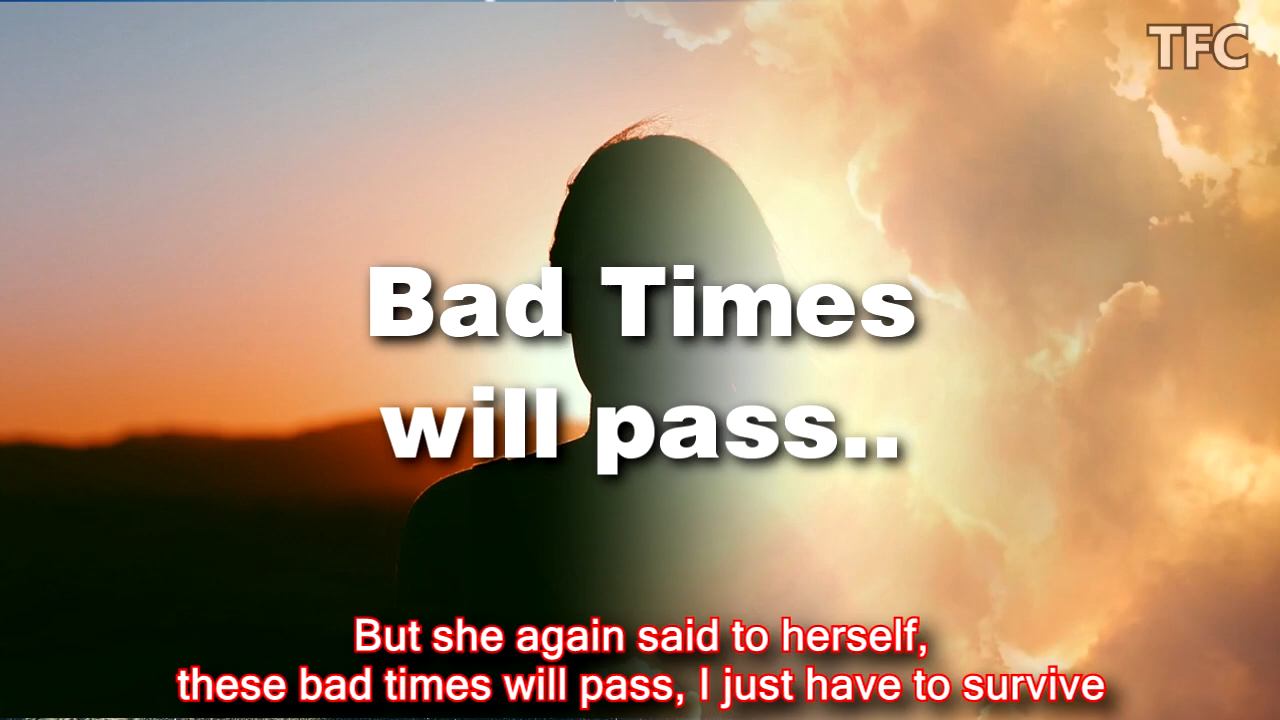 TFC
Bad Times
will pass..
But she again said to herself,
these bad times will pass, I just have to survive